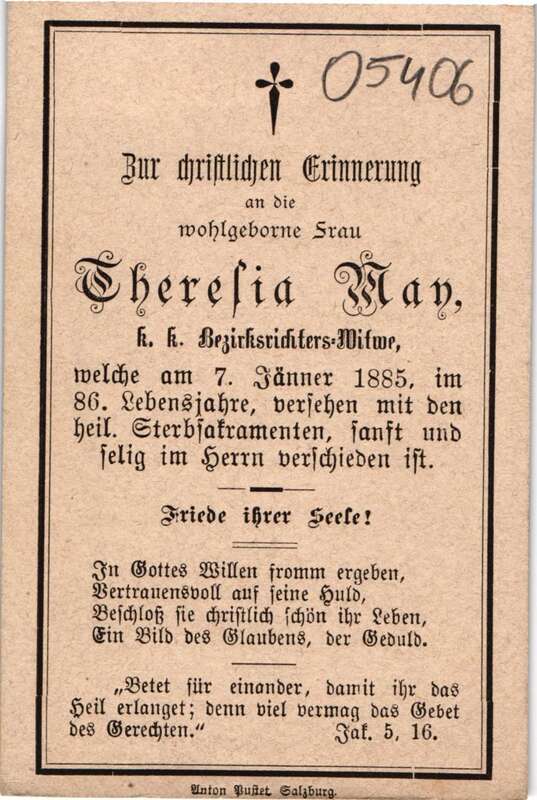 05406
Zur christlichen Erinnerung
an die
wohlgeborne Frau
Theresia May,
k. k. Bezirksrichters-Witwe,
welche am 7. Jänner 1885, im
86. Lebensjahre, versehen mit den
heil. Sterbsakramenten, sanft und
selig im Herrn verschieden ist.
Friede ihrer Seele!
In Gottes Willen fromm ergeben,
Vertrauensvoll auf seine Huld,
Beschloß sie christlich schön ihr Leben,
Ein Bild des Glaubens, der Geduld.
„Betet für einander, damit ihr das
Heil erlanget; denn viel vermag das Gebet
des Gerechten.“ Jak. 5, 16.
Anton Pustet, Salzburg.